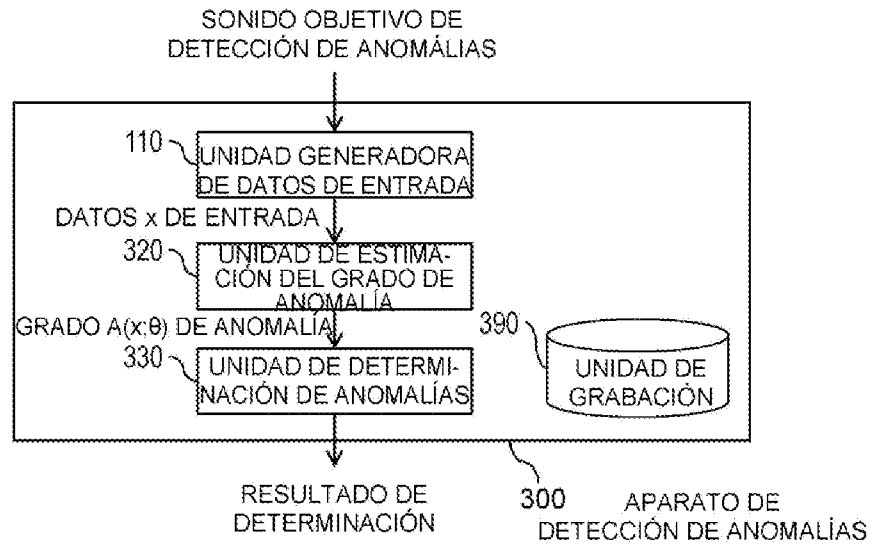 SONIDO OBJETIVO DE
DETECCIÓN DE ANOMÁLIAS
110
UNIDAD GENERADORA
DE DATOS DE ENTRADA
DATOS x DE ENTRADA
320
UNIDAD DE ESTIMA-
CIÓN DEL GRADO DE
ANOMALÍA
GRADO A(x;θ) DE ANOMALÍA
330
UNIDAD DE DETERMI-
NACIÓN DE ANOMALÍAS
390
UNIDAD DE
GRABACIÓN
RESULTADO DE
DETERMINACIÓN
300
APARATO DE
DETECCIÓN DE ANOMALÍAS